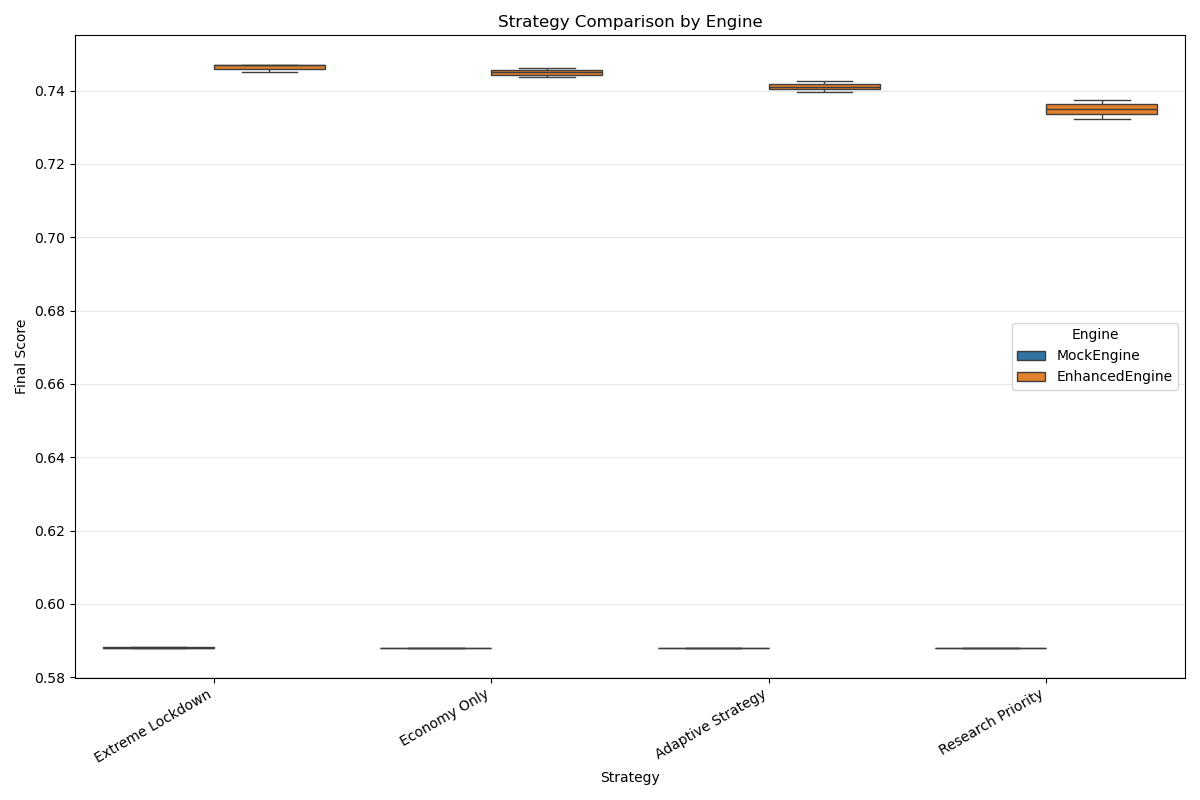 Strategy Comparison by Engine
Final Score
0.74
0.72
0.70
0.68
0.66
0.64
0.62
0.60
0.58
Engine
MockEngine
EnhancedEngine
Extreme Lockdown
Economy Only
Adaptive Strategy
Research Priority
Strategy